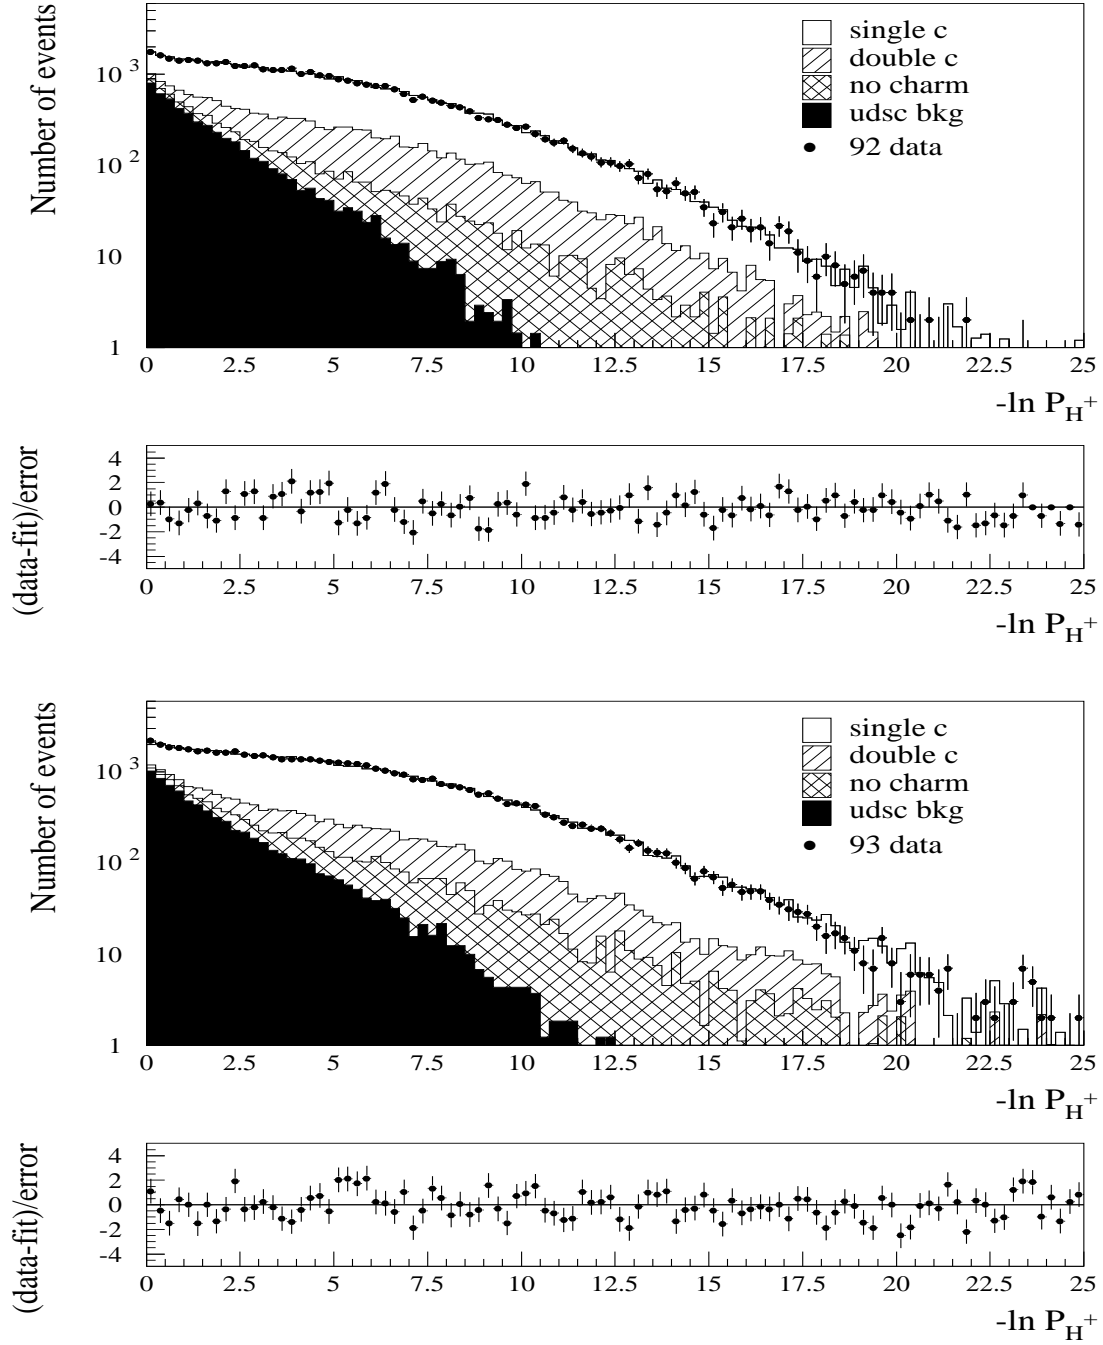 Number of events
single c
double c
no charm
udsc bkg
92 data
10^3
10^2
10
1
0 2.5 5 7.5 10 12.5 15 17.5 20 22.5 25
-ln P_H^+
(data-fit)/error
4
2
0
-2
-4
0 2.5 5 7.5 10 12.5 15 17.5 20 22.5 25
-ln P_H^+
Number of events
single c
double c
no charm
udsc bkg
93 data
10^3
10^2
10
1
0 2.5 5 7.5 10 12.5 15 17.5 20 22.5 25
-ln P_H^+
((data-fit)/error
4
2
0
-2
-4
0 2.5 5 7.5 10 12.5 15 17.5 20 22.5 25
-ln P_H^+